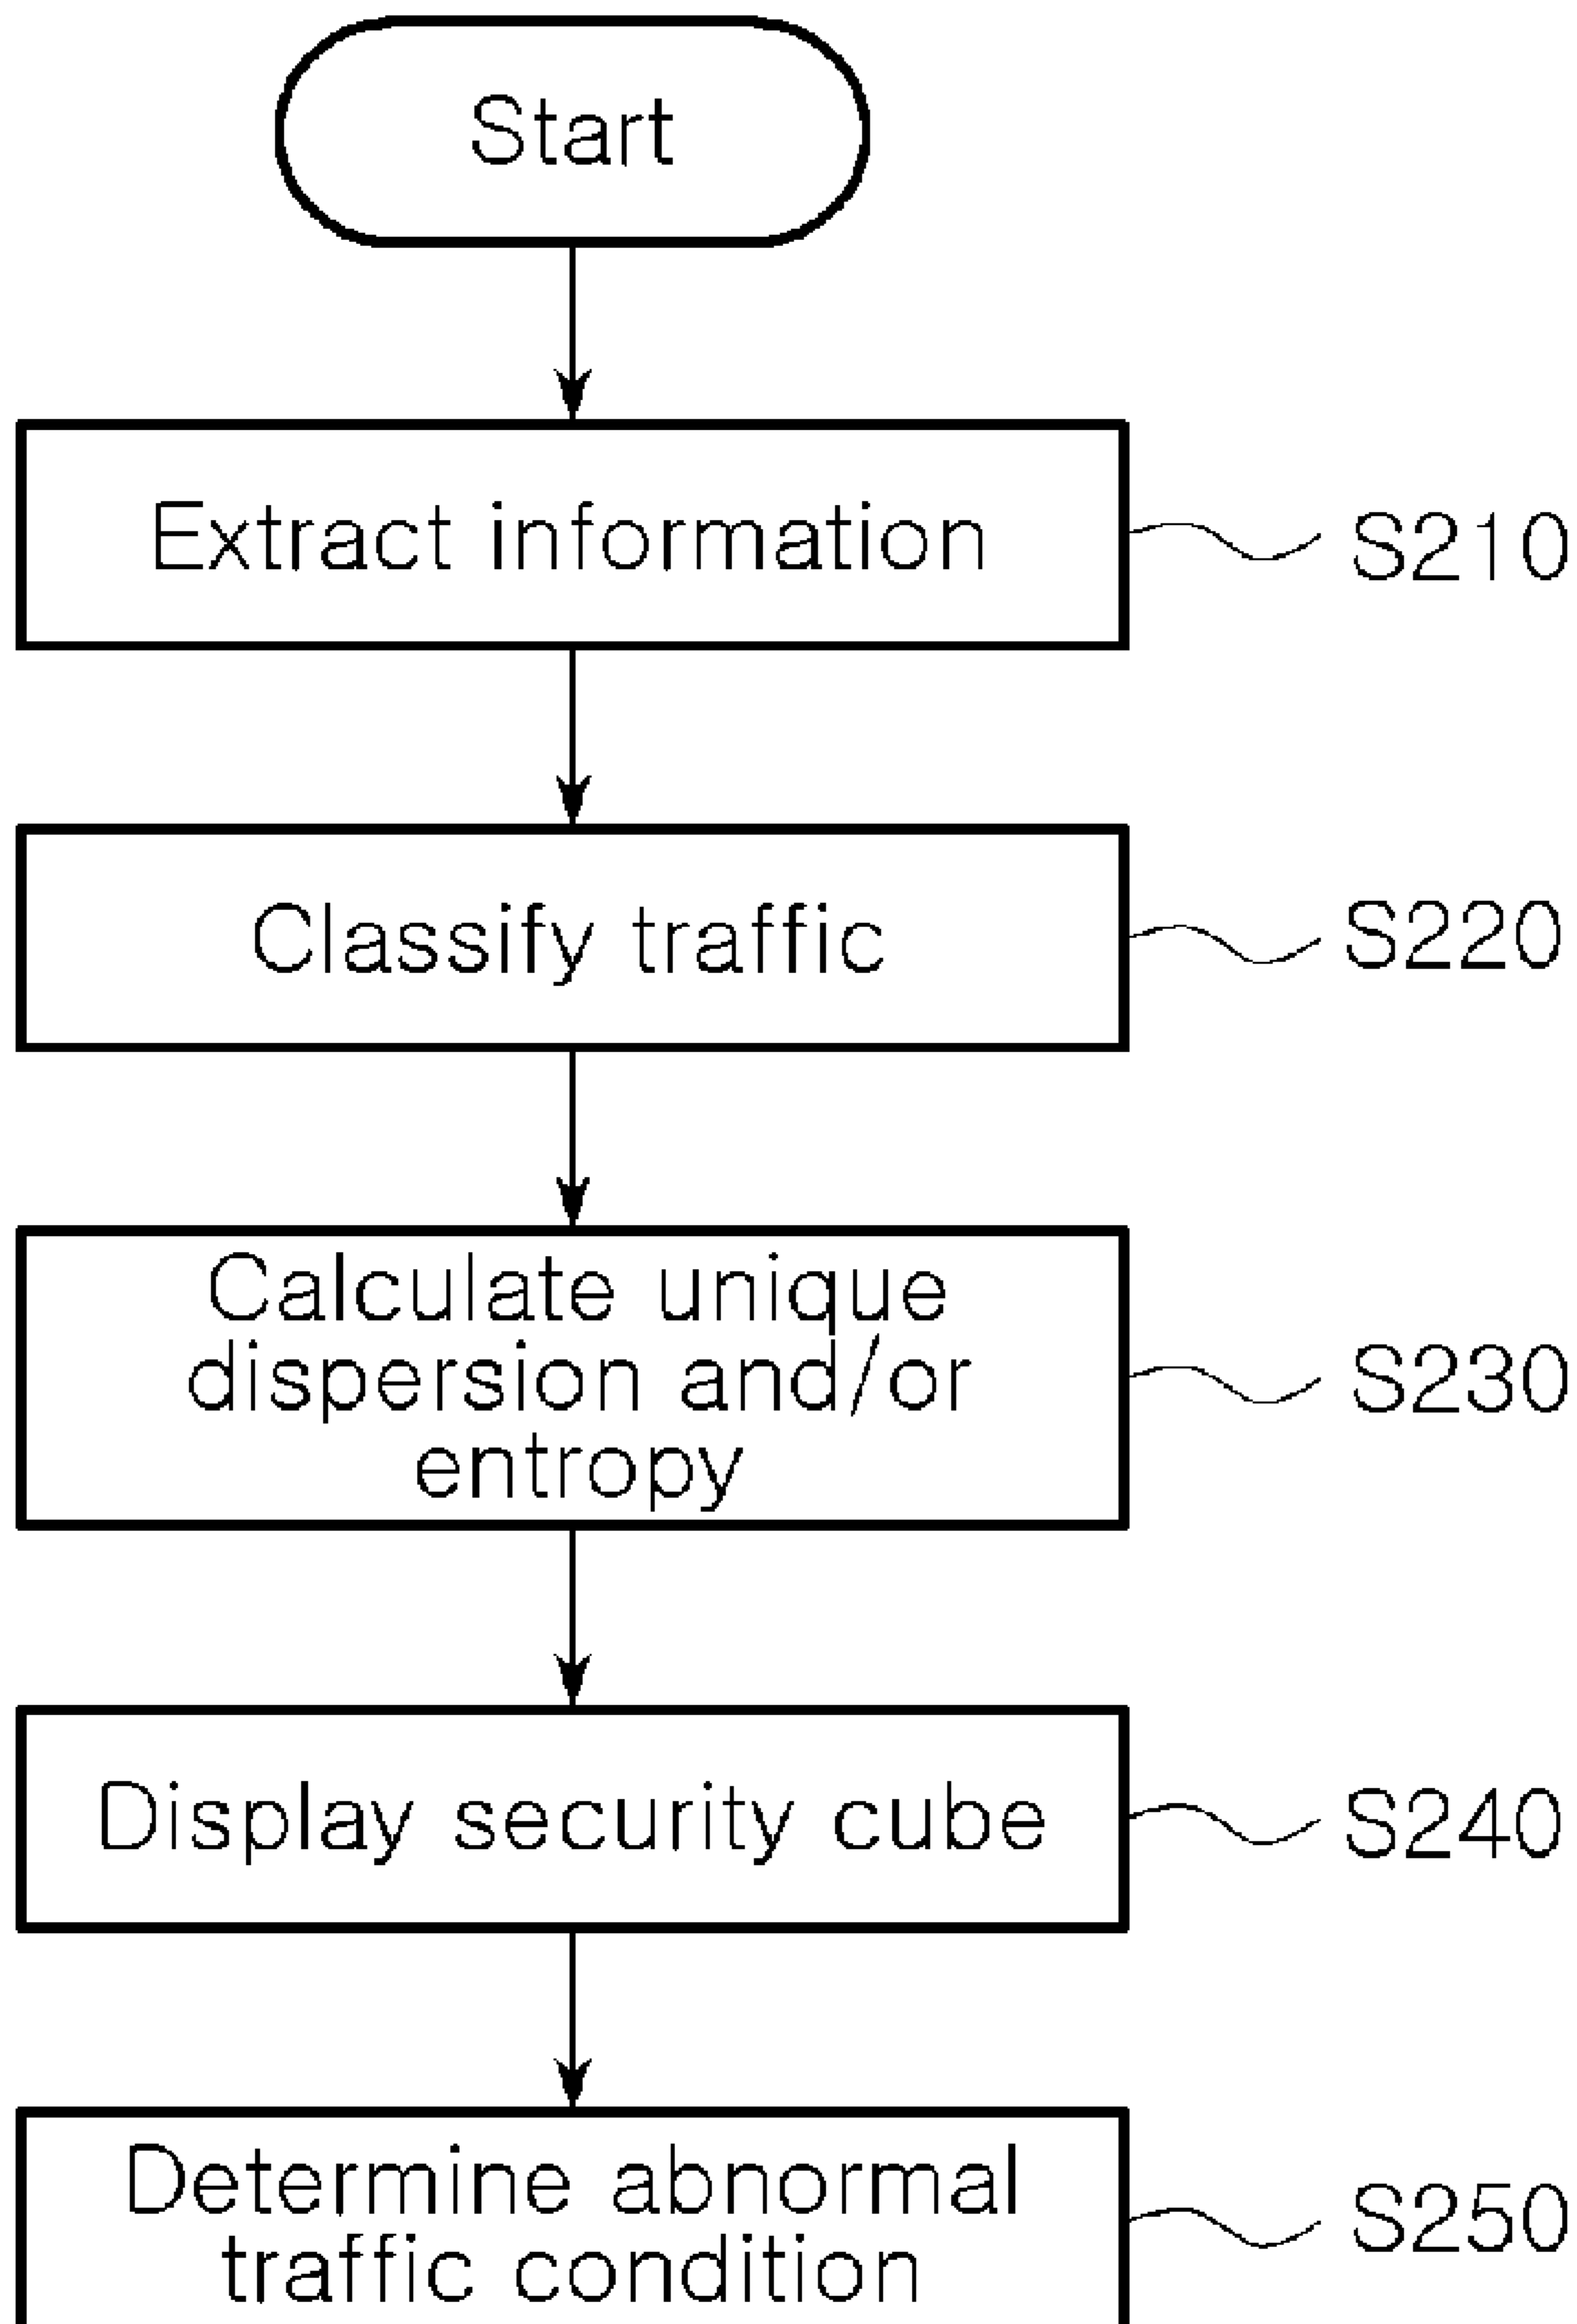 Start
Extract information
S210
Classify traffic
S220
Calculate unique
dispersion and/or
entropy
S230
Display security cube
S240
Determine abnormal
traffic condition
S250